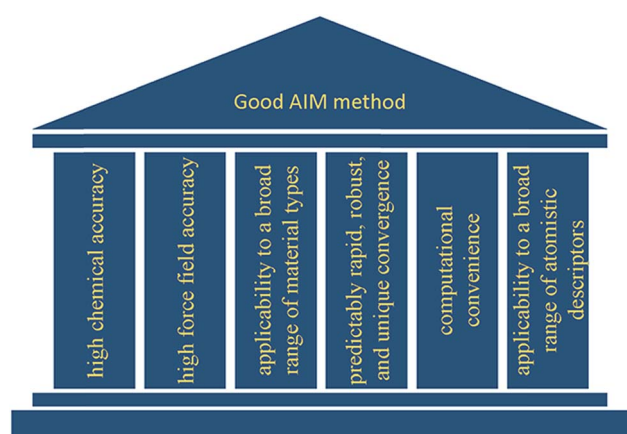 Good AIM method
high chemical accuracy
high force field accuracy
applicability to a broad
range of material types
predictably rapid, robust,
and unique convergence
computational
convenience
applicability to a broad
range of atomistic
descriptors